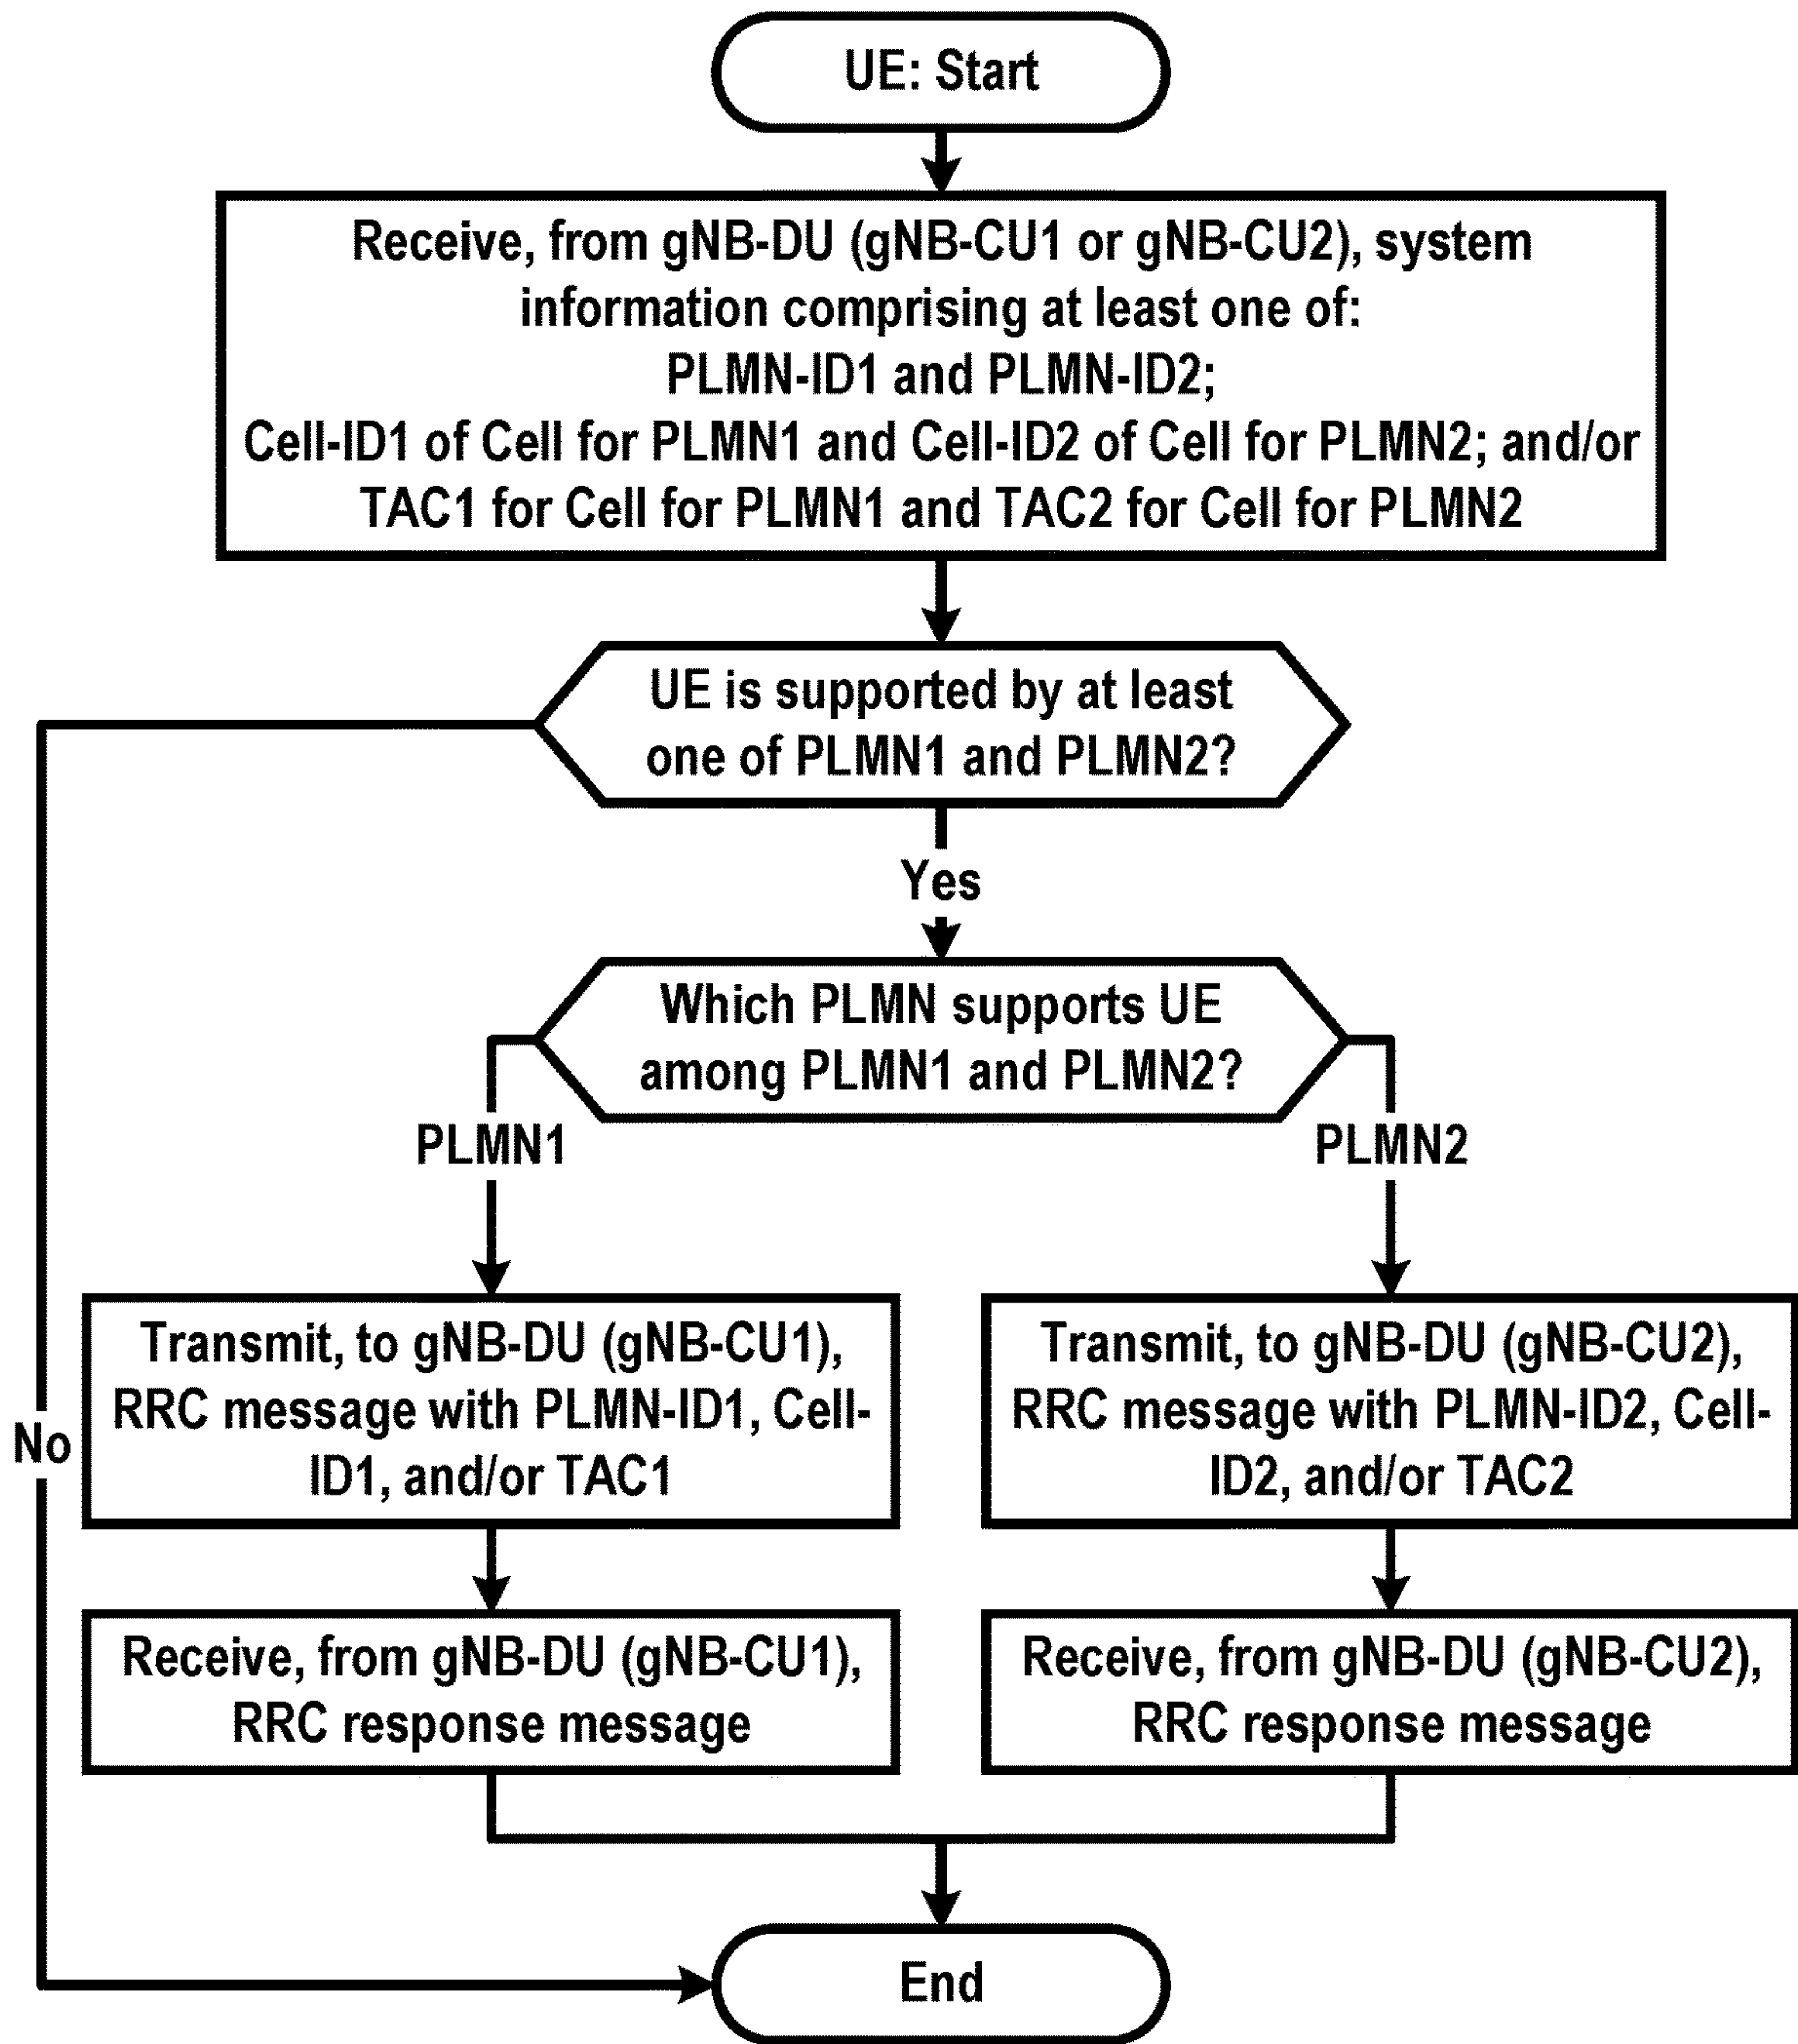 UE: Start
Receive, from gNB-DU (gNB-CU1 or gNB-CU2), system
information comprising at least one of:
PLMN-ID1 and PLMN-ID2;
Cell-ID1 of Cell for PLMN1 and Cell-ID2 of Cell for PLMN2; and/or
TAC1 for Cell for PLMN1 and TAC2 for Cell for PLMN2
UE is supported by at least
one of PLMN1 and PLMN2?
Yes
Which PLMN supports UE
among PLMN1 and PLMN2?
PLMN1
PLMN2
Transmit, to gNB-DU (gNB-CU1),
RRC message with PLMN-ID1, Cell-
ID1, and/or TAC1
Transmit, to gNB-DU (gNB-CU2),
RRC message with PLMN-ID2, Cell-
ID2, and/or TAC2
No
Receive, from gNB-DU (gNB-CU1),
RRC response message
Receive, from gNB-DU (gNB-CU2),
RRC response message
End